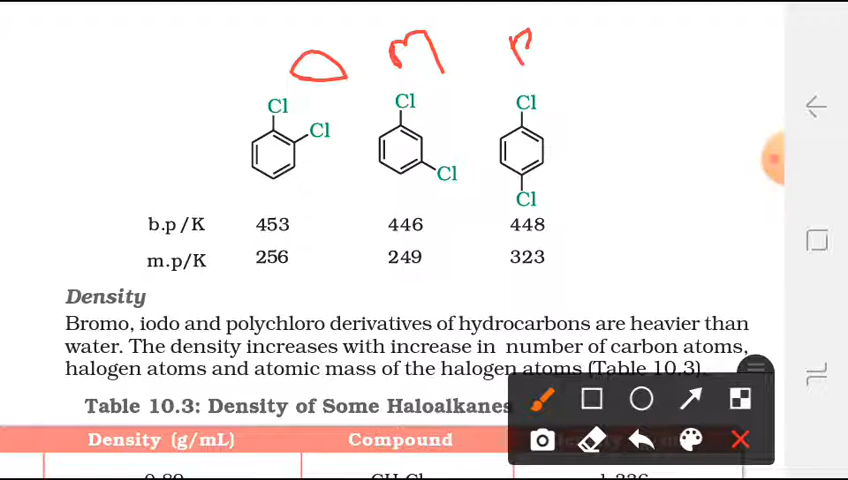 O m p
Cl Cl Cl
Cl
Cl
Cl
b.p/K 453 446 448
m.p/K 256 249 323
Density
Bromo, iodo and polychloro derivatives of hydrocarbons are heavier than
water. The density increases with increase in number of carbon atoms,
halogen atoms and atomic mass of the halogen atoms (Table 10.3).
Table 10.3: Density of Some Haloalkanes
Density (g/mL) Compound